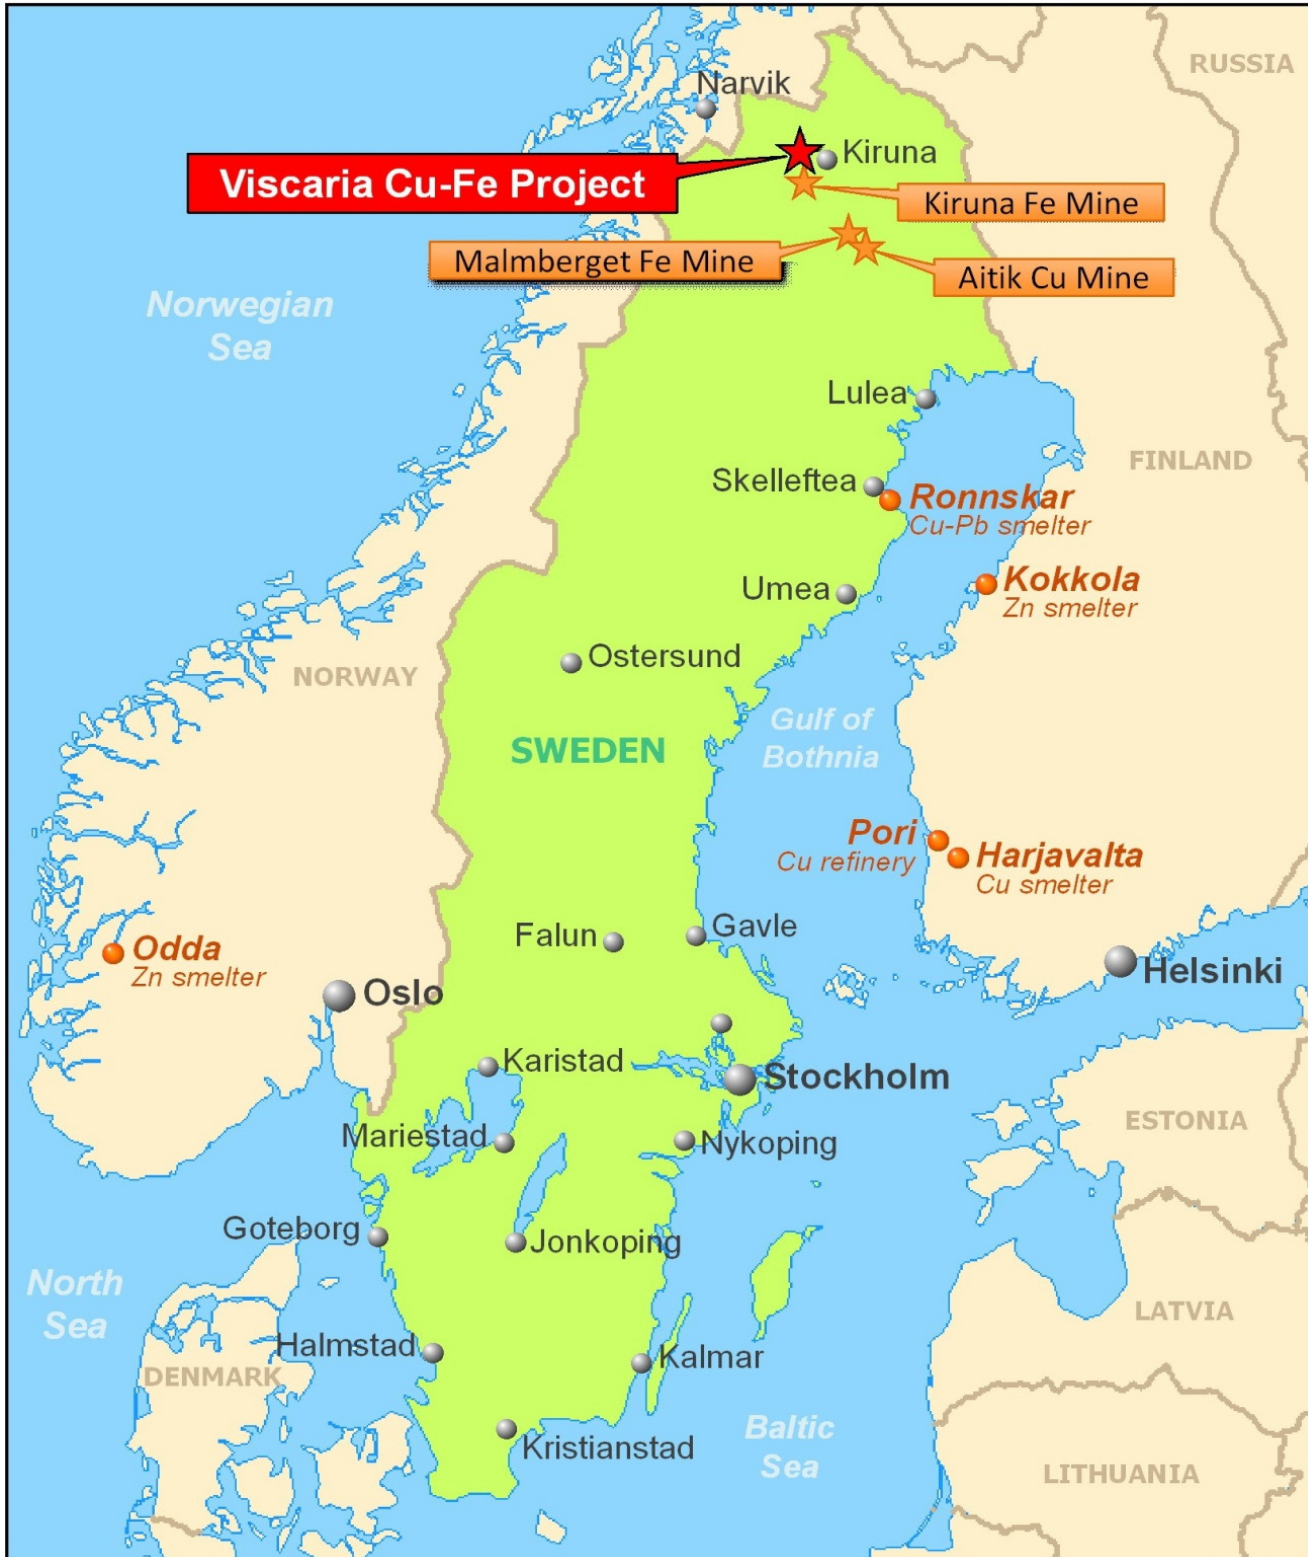 RUSSIA
Narvik
Kiruna
Viscaria Cu-Fe Project
Kiruna Fe Mine
Malmberget Fe Mine
Aitik Cu Mine
Norwegian
Sea
Lulea
FINLAND
Skelleftea
Ronnskar
Cu-Pb smelter
Umea
Kokkola
Zn smelter
Ostersund
NORWAY
Gulf of
Bothnia
SWEDEN
Pori
Cu refinery
Harjavalta
Cu smelter
Falun
Gavle
Odda
Zn smelter
Oslo
Helsinki
Karistad
Stockholm
Mariestad
Nykoping
ESTONIA
Goteborg
Jonkoping
North
Sea
LATVIA
Halmstad
Kalmar
DENMARK
Baltic
Sea
Kristianstad
LITHUANIA